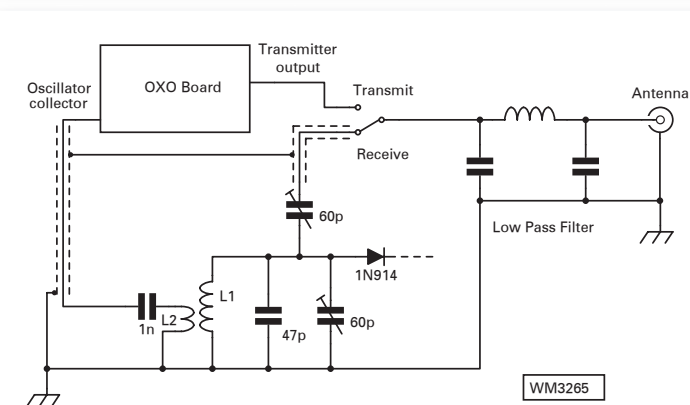 Transmitter
output
Oscillator
collector
OXO Board
Transmit
Antenna
Receive
60p
Low Pass Filter
1N914
L1
L2
1n
47p
60p
WM3265